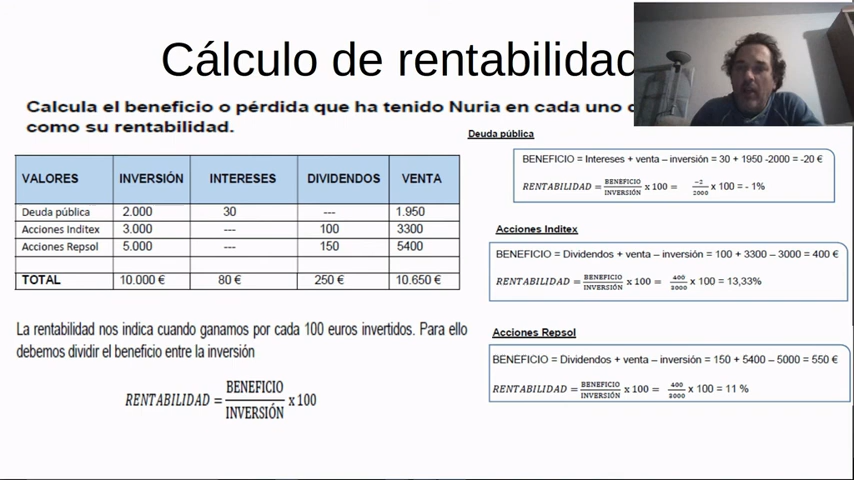 Cálculo de rentabilidad
Calcula el beneficio o pérdida que ha tenido Nuria en cada uno
como su rentabilidad.
VALORES INVERSIÓN INTERESES DIVIDENDOS VENTA
Deuda pública 2.000 30 --- 1.950
Acciones Inditex 3.000 --- 100 3300
Acciones Repsol 5.000 --- 150 5400
TOTAL 10.000 € 80 € 250 € 10.650 €
La rentabilidad nos indica cuando ganamos por cada 100 euros invertidos. Para ello
debemos dividir el beneficio entre la inversión
RENTABILIDAD = BENEFICIO / INVERSIÓN x 100
Deuda pública
BENEFICIO = Intereses + venta – inversión = 30 + 1950 -2000 = -20 €
RENTABILIDAD = BENEFICIO / INVERSIÓN x 100 = -2 / 2000 x 100 = - 1%
Acciones Inditex
BENEFICIO = Dividendos + venta – inversión = 100 + 3300 – 3000 = 400 €
RENTABILIDAD = BENEFICIO / INVERSIÓN x 100 = 400 / 3000 x 100 = 13,33%
Acciones Repsol
BENEFICIO = Dividendos + venta – inversión = 150 + 5400 – 5000 = 550 €
RENTABILIDAD = BENEFICIO / INVERSIÓN x 100 = 400 / 3000 x 100 = 11 %